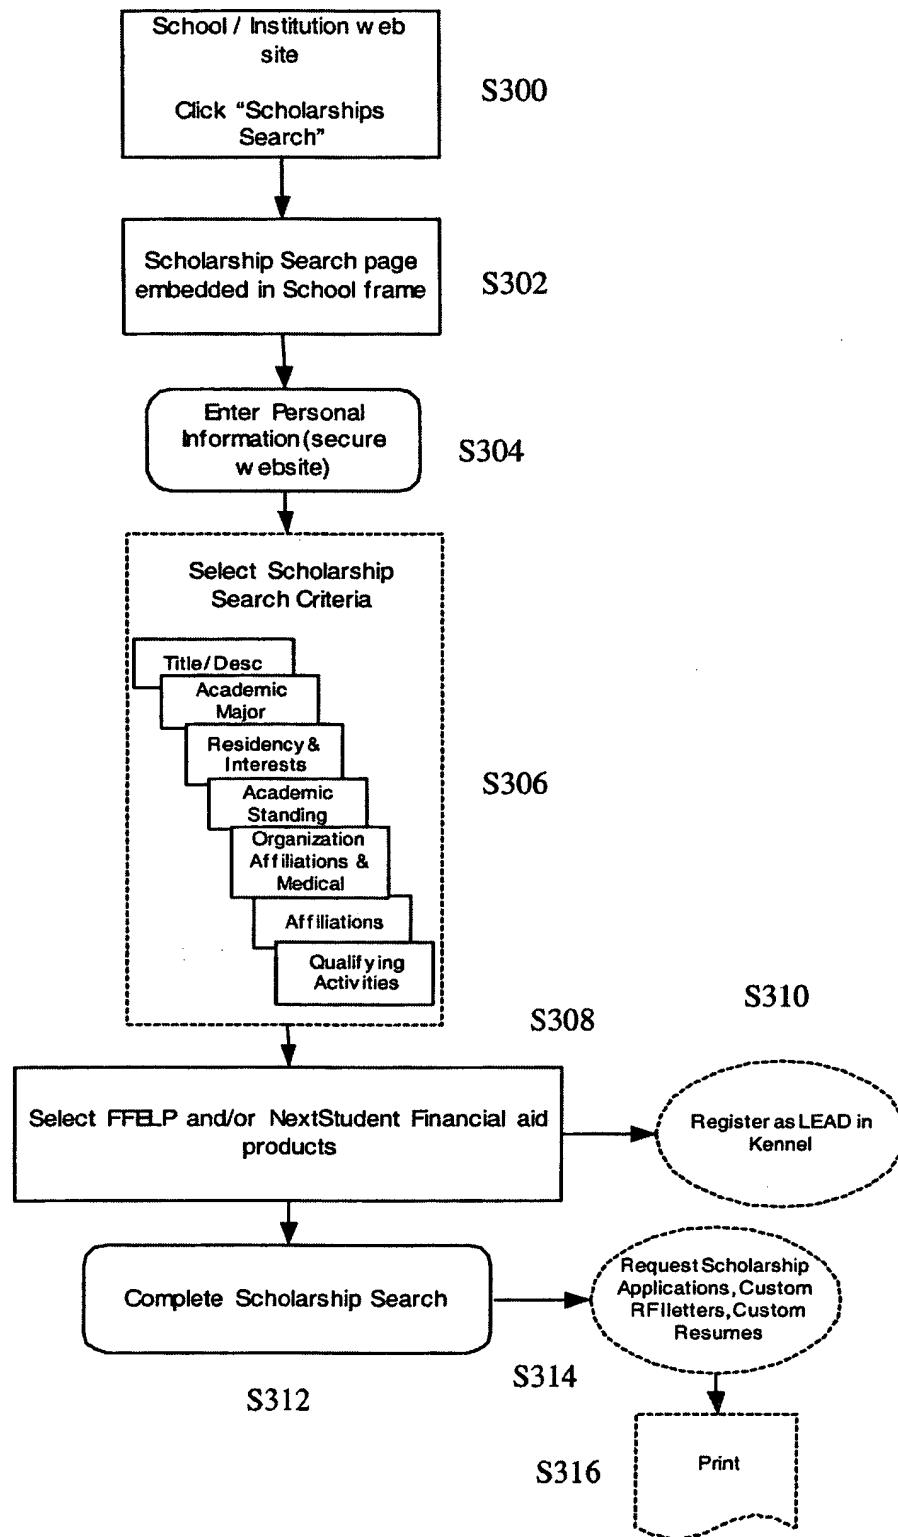 School / Institution web
site
Click “Scholarships
Search”
S300
Scholarship Search page
embedded in School frame
S302
Enter Personal
Information (secure
website)
S304
Select Scholarship
Search Criteria
Title/Desc
Academic
Major
Residency &
Interests
Academic
Standing
Organization
Affiliations &
Medical
Affiliations
Qualifying
Activities
S306
S308
S310
Select FFELP and/or NextStudent Financial aid
products
Register as LEAD in
Kennel
Complete Scholarship Search
S312
Request Scholarship
Applications, Custom
RFI letters, Custom
Resumes
S314
Print
S316